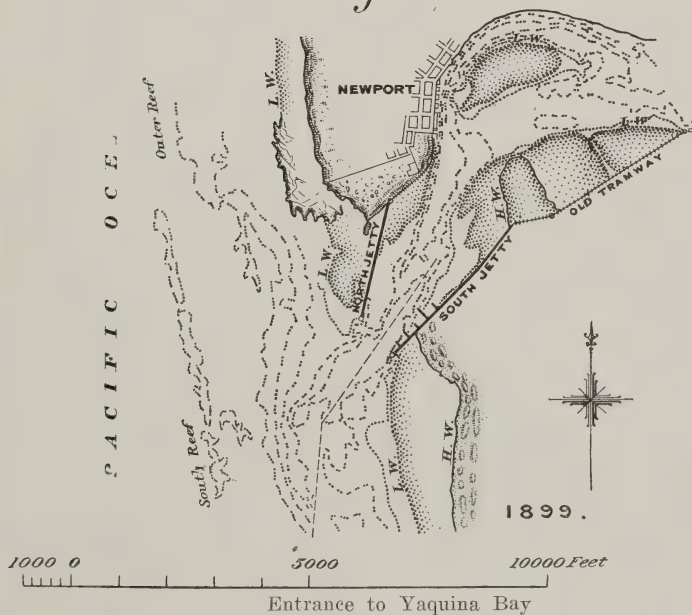 L. W.
NEWPORT
L. W.
L. W.
Outer Reef
PACIFIC OCE
OLD TRAMWAY
H. W.
NORTH JETTY
L. W.
SOUTH JETTY
South Reef
L. W.
H. W.
1899.
1000 0 5000 10000 Feet
Entrance to Yaquina Bay